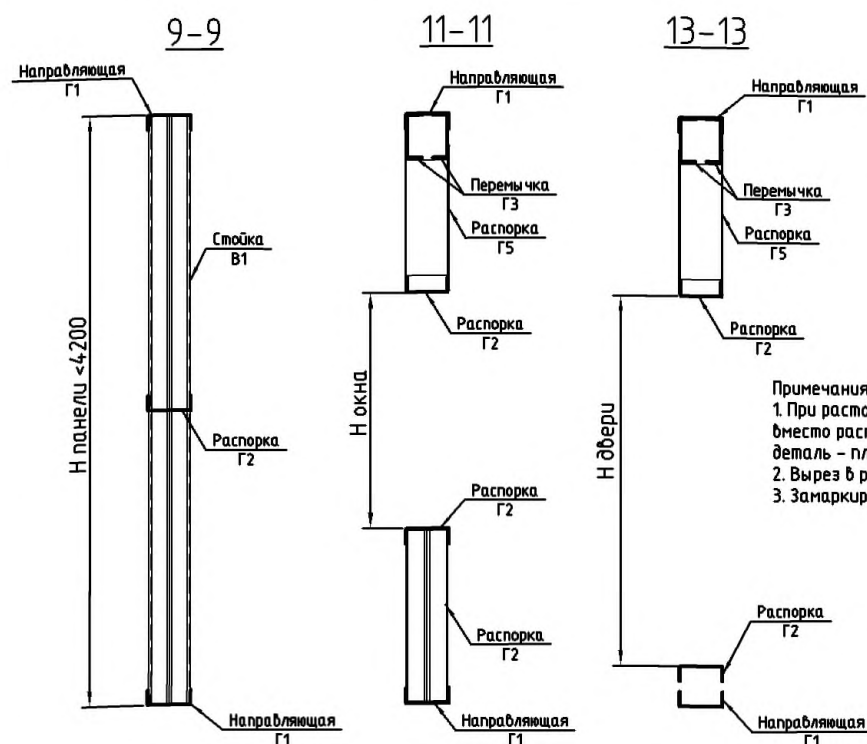 9-9
Направляющая
Г1
Стойка
В1
Н панели <4200
Распорка
Г2
Направляющая
Г1
11-11
Направляющая
Г1
Перемычка
Г3
Распорка
Г5
Распорка
Г2
Н окна
Распорка
Г2
Распорка
Г2
Направляющая
Г1
13-13
Направляющая
Г1
Перемычка
Г3
Распорка
Г5
Распорка
Г2
Н двери
Распорка
Г2
Направляющая
Г1
Примечания
1. При расто
вместо расп
деталь – пл
2. Вырез в р
3. Замаркир